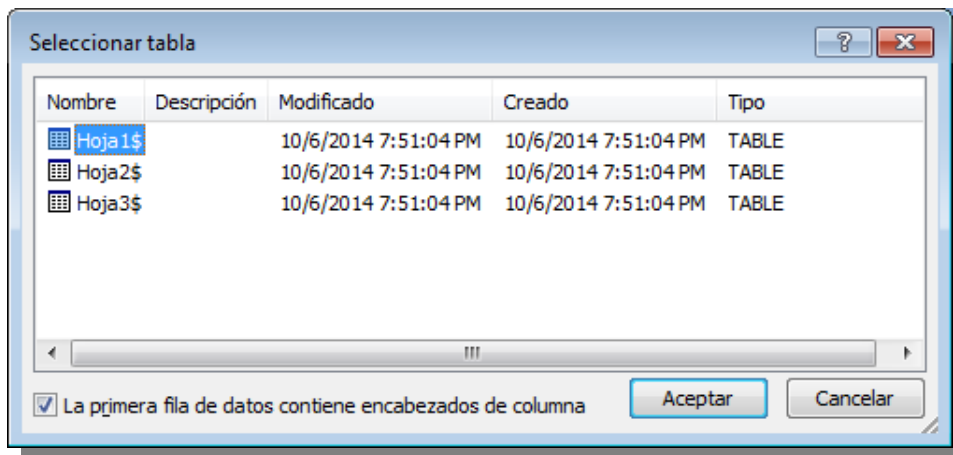 Seleccionar tabla
Nombre Descripción Modificado Creado Tipo
Hoja1$ 10/6/2014 7:51:04 PM 10/6/2014 7:51:04 PM TABLE
Hoja2$ 10/6/2014 7:51:04 PM 10/6/2014 7:51:04 PM TABLE
Hoja3$ 10/6/2014 7:51:04 PM 10/6/2014 7:51:04 PM TABLE
La primera fila de datos contiene encabezados de columna Aceptar Cancelar